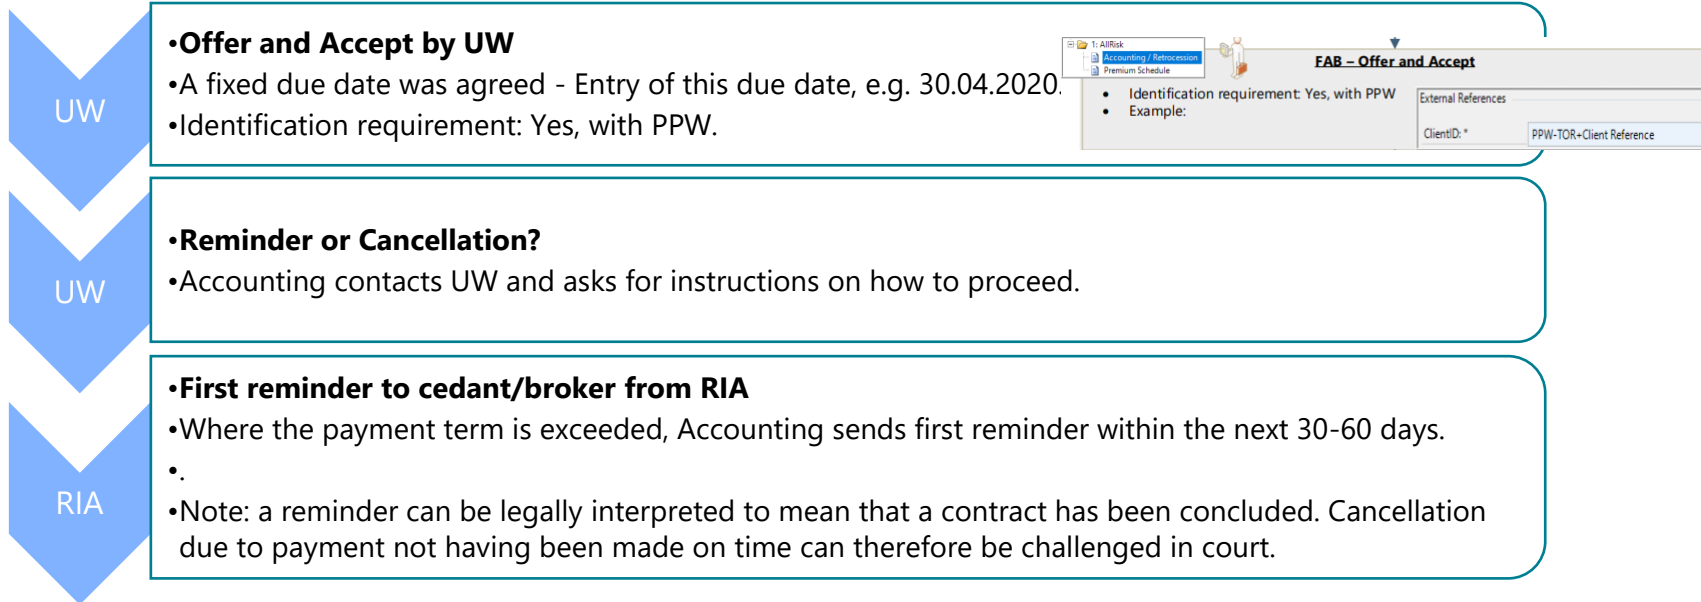 UW
•Offer and Accept by UW
•A fixed due date was agreed - Entry of this due date, e.g. 30.04.2020.
•Identification requirement: Yes, with PPW.
1: AllRisk
Accounting / Retrocession
Premium Schedule
FAB – Offer and Accept
• Identification requirement: Yes, with PPW
• Example:
External References
ClientID: *
PPW-TOR+Client Reference
UW
•Reminder or Cancellation?
•Accounting contacts UW and asks for instructions on how to proceed.
RIA
•First reminder to cedant/broker from RIA
•Where the payment term is exceeded, Accounting sends first reminder within the next 30-60 days.
•.
•Note: a reminder can be legally interpreted to mean that a contract has been concluded. Cancellation
due to payment not having been made on time can therefore be challenged in court.